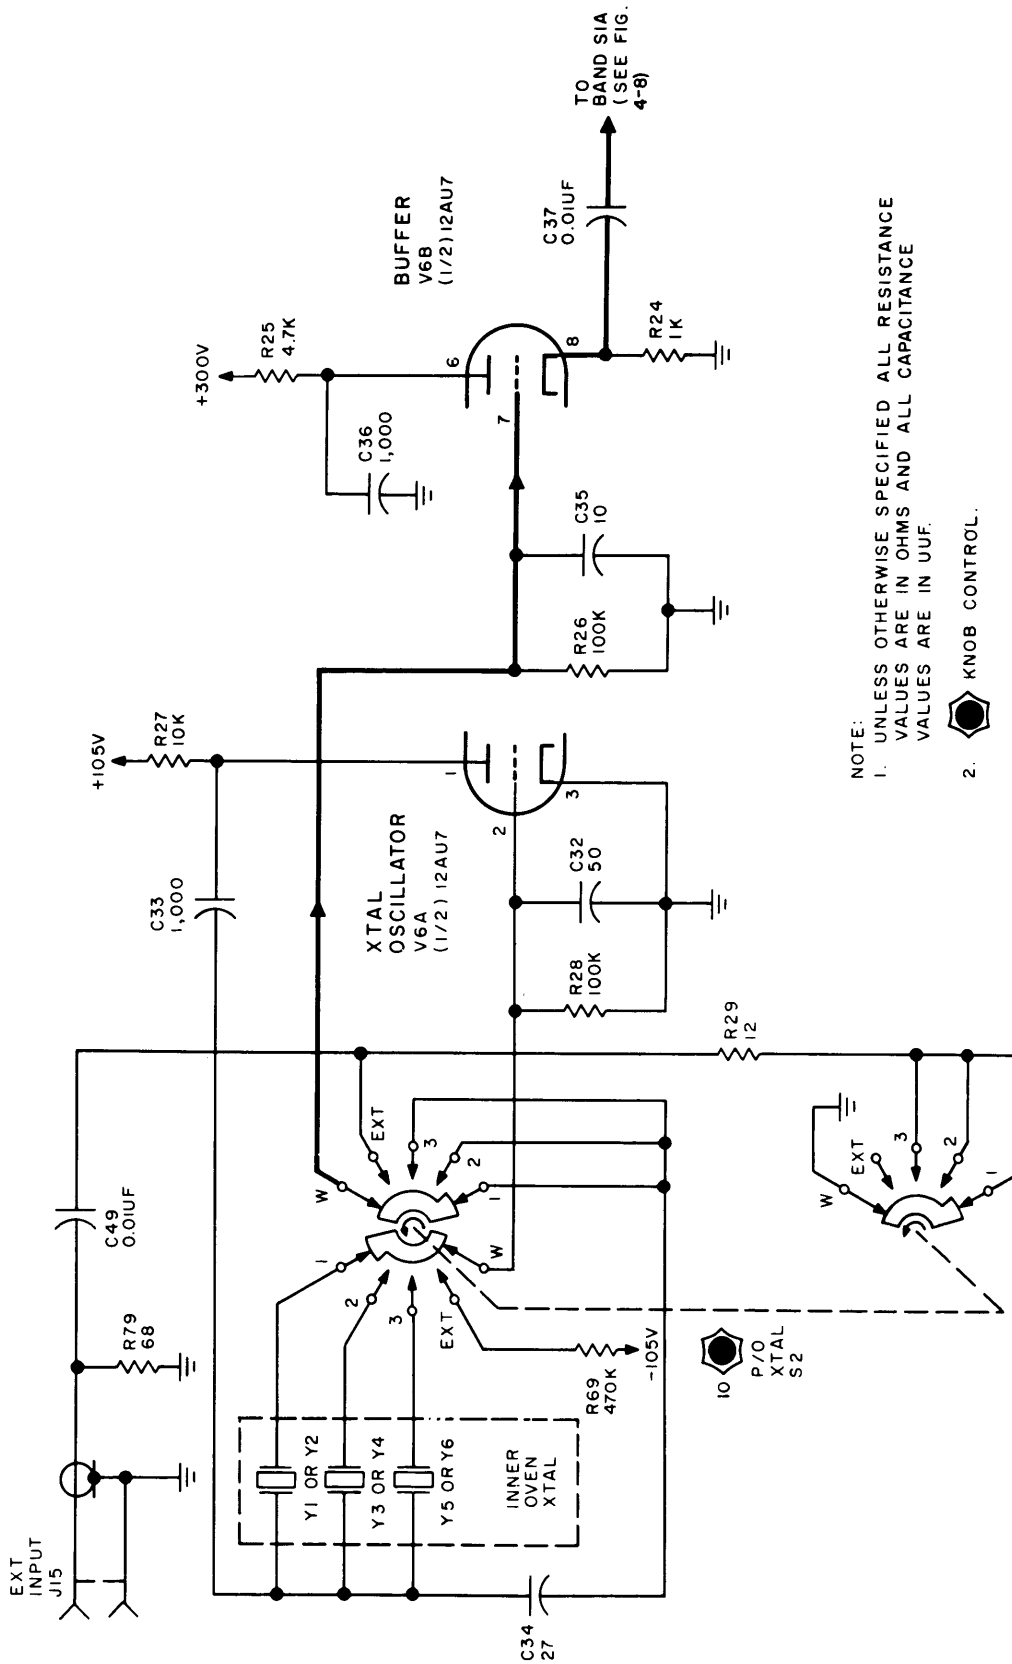 EXT
INPUT
J15
R79
68
C49
0.01UF
+105V
R27
10K
C33
1,000
XTAL
OSCILLATOR
V6A
(1/2) 12AU7
1
2
3
R28
100K
C32
50
+300V
R25
4.7K
C36
1,000
BUFFER
V6B
(1/2) 12AU7
6
7
8
R26
100K
C35
10
R24
1K
C37
0.01UF
TO
BAND SIA
(SEE FIG.
4-8)
Y1 OR Y2
Y3 OR Y4
Y5 OR Y6
INNER
OVEN
XTAL
C34
27
1
2
3
EXT
W
W
EXT
3
2
1
R69
470K
-105V
10
P/O
XTAL
S2
R29
12
W
EXT
3
2
1
NOTE:
1. UNLESS OTHERWISE SPECIFIED ALL RESISTANCE
VALUES ARE IN OHMS AND ALL CAPACITANCE
VALUES ARE IN UUF.
2. KNOB CONTROL.